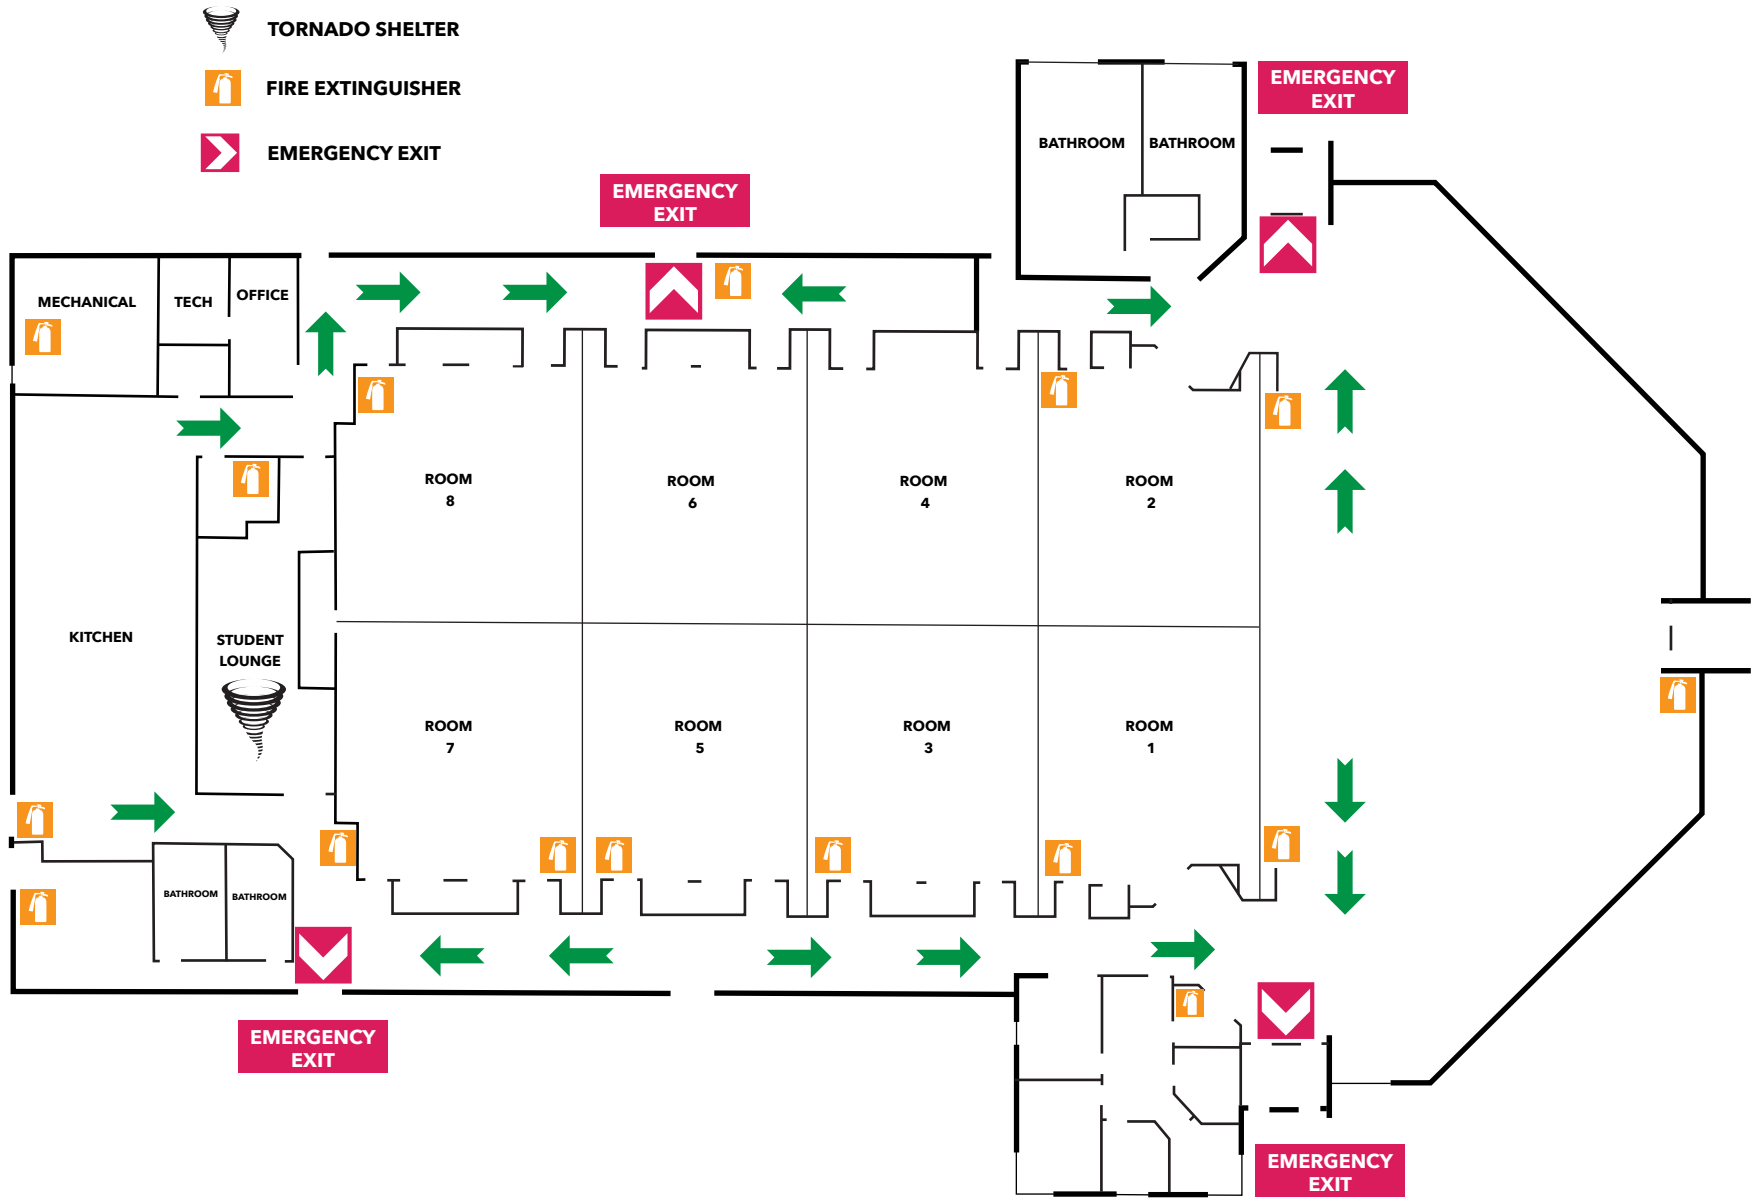 TORNADO SHELTER
FIRE EXTINGUISHER
EMERGENCY EXIT
EMERGENCY
EXIT
BATHROOM
BATHROOM
EMERGENCY
EXIT
MECHANICAL
TECH
OFFICE
ROOM
8
ROOM
6
ROOM
4
ROOM
2
KITCHEN
STUDENT
LOUNGE
ROOM
7
ROOM
5
ROOM
3
ROOM
1
BATHROOM
BATHROOM
EMERGENCY
EXIT
EMERGENCY
EXIT